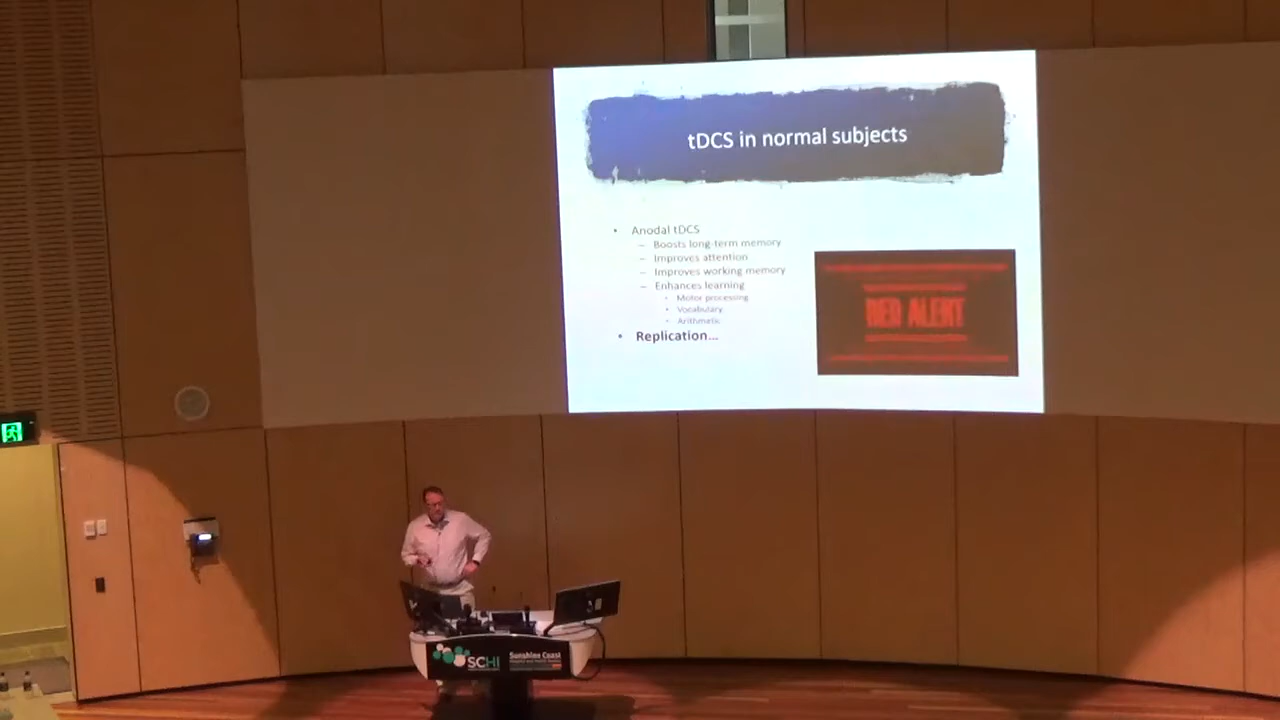 tDCS in normal subjects
• Anodal tDCS
– Boosts long-term memory
– Improves attention
– Improves working memory
– Enhances learning
• Motor processing
• Vocabulary
• Arithmetic
• Replication...
RED ALERT
SCHI
Sunshine Coast